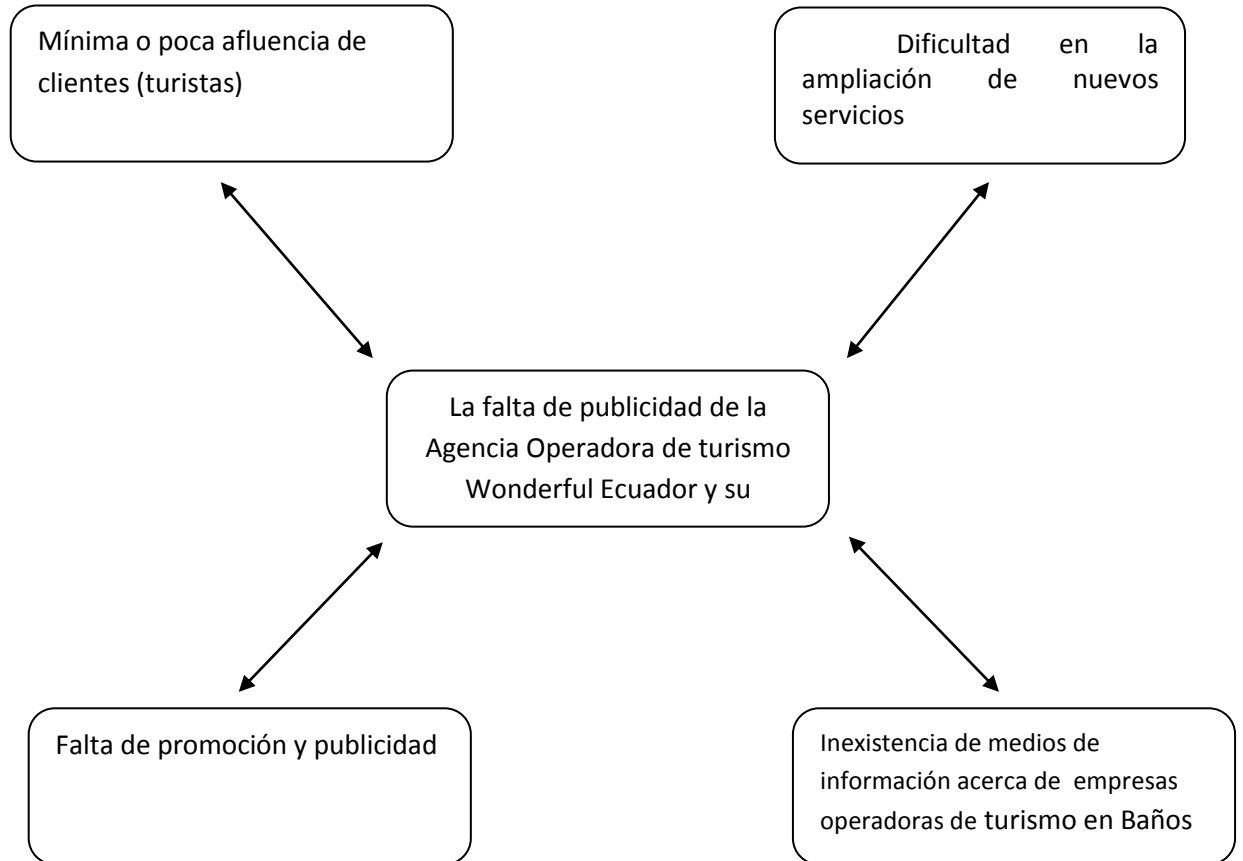 Mínima o poca afluencia de
clientes (turistas)
Dificultad en la
ampliación de nuevos
servicios
La falta de publicidad de la
Agencia Operadora de turismo
Wonderful Ecuador y su
Falta de promoción y publicidad
Inexistencia de medios de
información acerca de empresas
operadoras de turismo en Baños